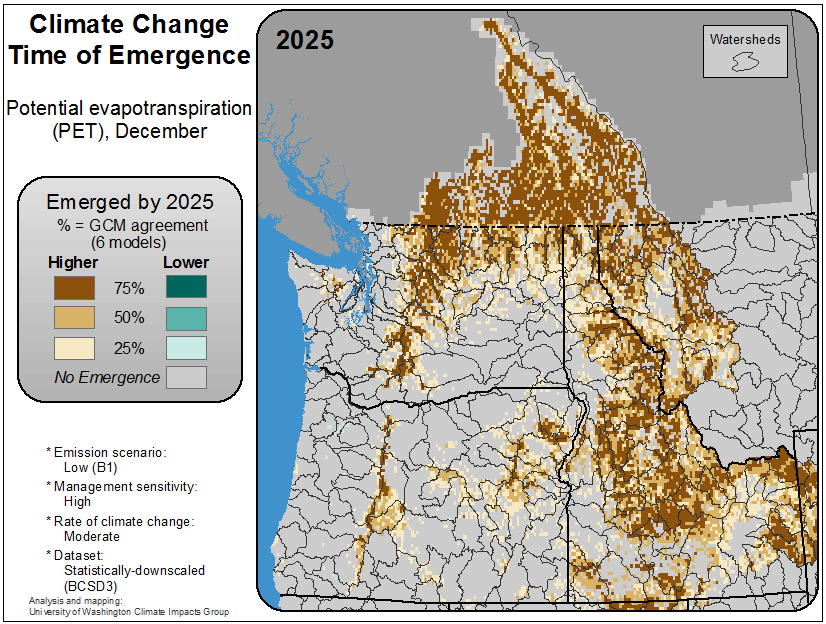 Climate Change
Time of Emergence
Potential evapotranspiration
(PET), December
Emerged by 2025
% = GCM agreement
(6 models)
Higher Lower
75%
50%
25%
No Emergence
* Emission scenario:
Low (B1)
* Management sensitivity:
High
* Rate of climate change:
Moderate
* Dataset:
Statistically-downscaled
(BCSD3)
Analysis and mapping:
University of Washington Climate Impacts Group
2025
Watersheds